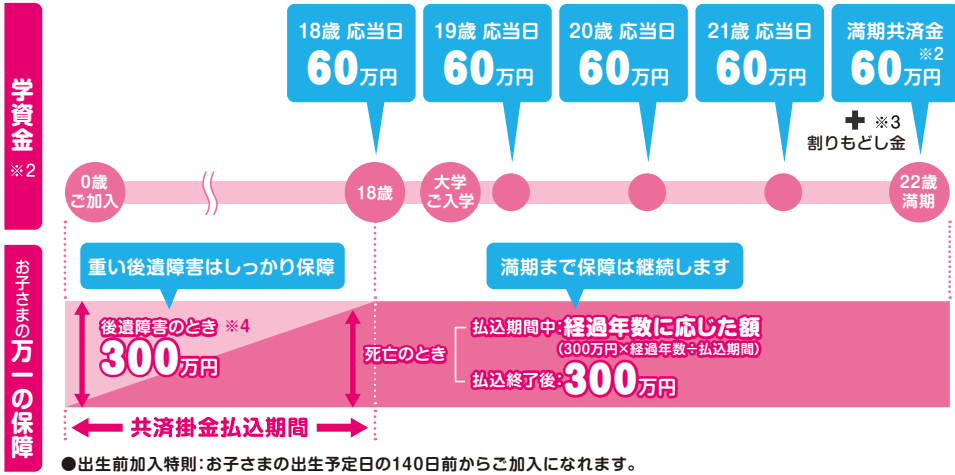 学資金
※2
18歳 応当日
60万円
19歳 応当日
60万円
20歳 応当日
60万円
21歳 応当日
60万円
満期共済金
※2
60万円
＋ ※3
割りもどし金
0歳
ご加入
18歳
大学
ご入学
22歳
満期
お子さまの万一の保障
重い後遺障害はしっかり保障
満期まで保障は継続します
後遺障害のとき ※4
300万円
死亡のとき
払込期間中:経過年数に応じた額
(300万円×経過年数÷払込期間)
払込終了後:300万円
共済掛金払込期間
●出生前加入特則:お子さまの出生予定日の140日前からご加入になれます。